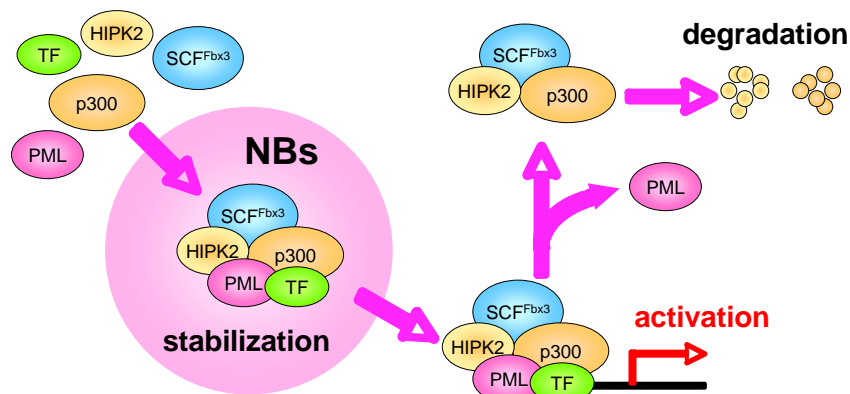 HIPK2
TF
SCFFbx3
p300
PML
NBs
SCFFbx3
HIPK2
p300
PML
TF
stabilization
SCFFbx3
HIPK2
p300
degradation
PML
SCFFbx3
HIPK2
p300
PML
TF
activation